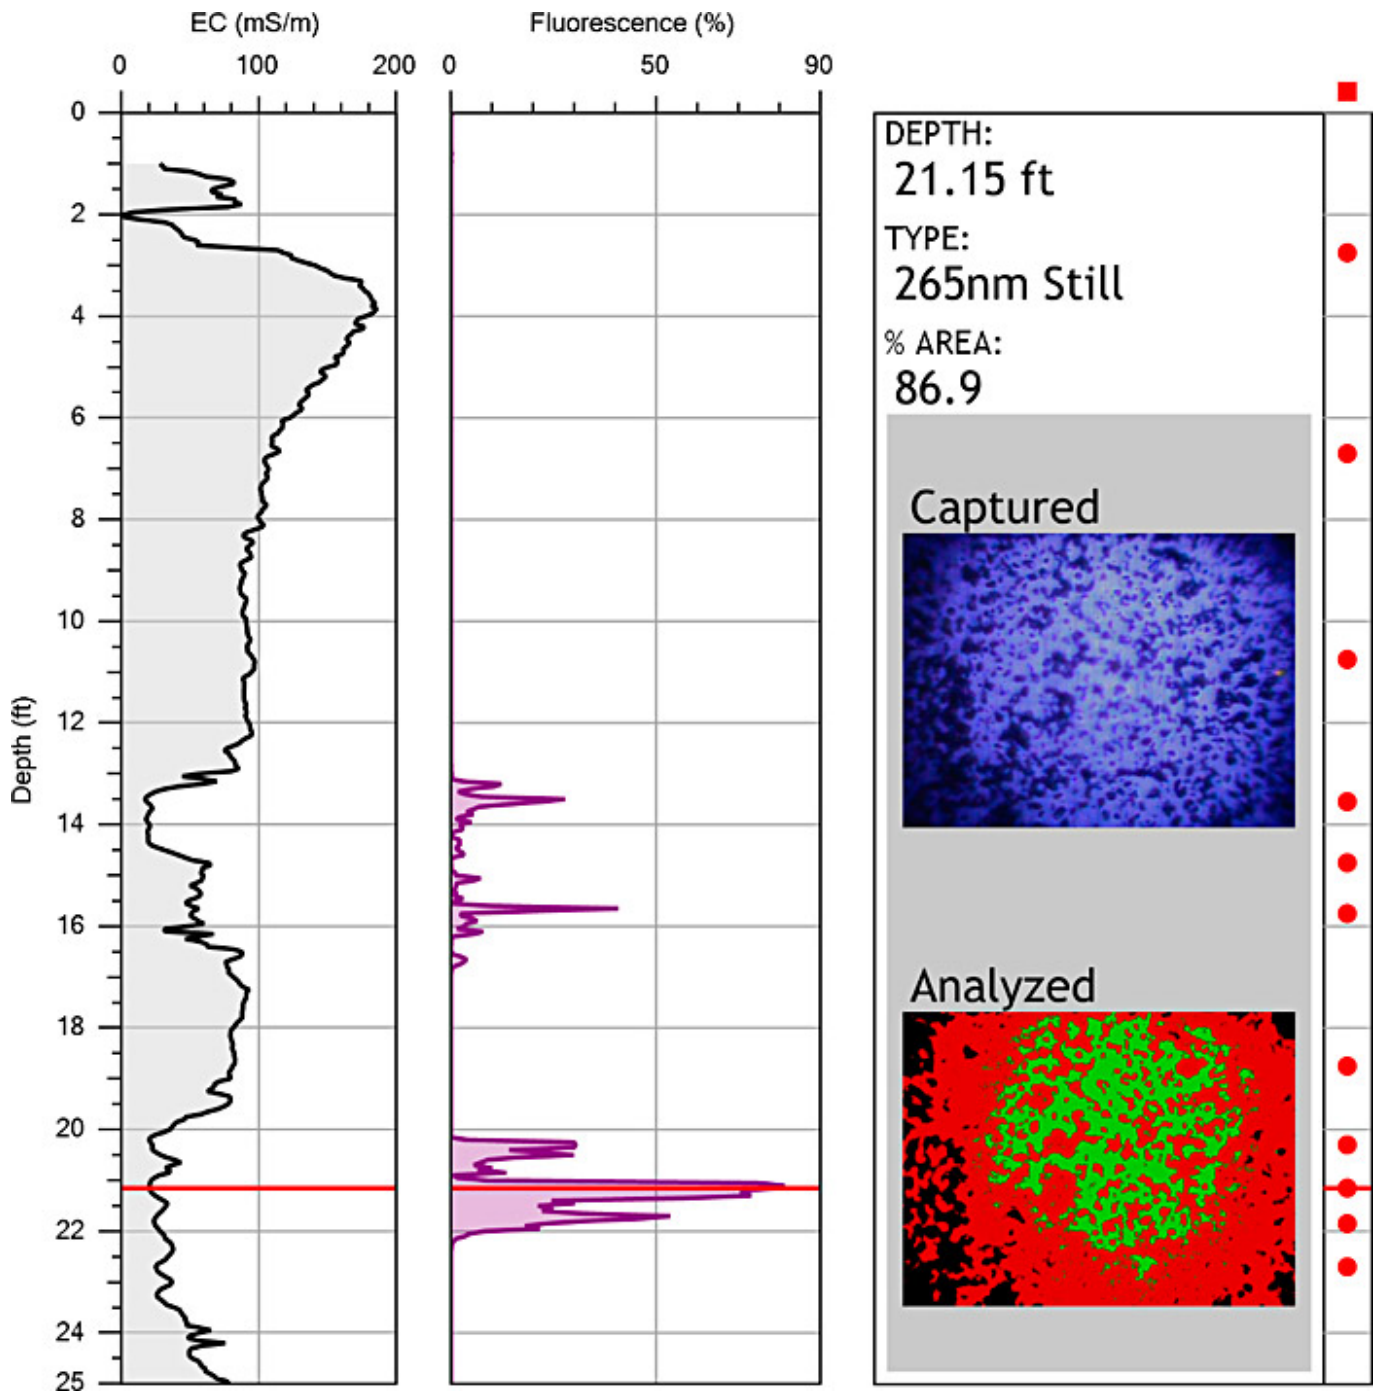 EC (mS/m)
Fluorescence (%)
0 100 200
0 50 90
0
2
4
6
8
10
12
14
16
18
20
22
24
25
Depth (ft)
DEPTH:
21.15 ft
TYPE:
265nm Still
% AREA:
86.9
Captured
Analyzed